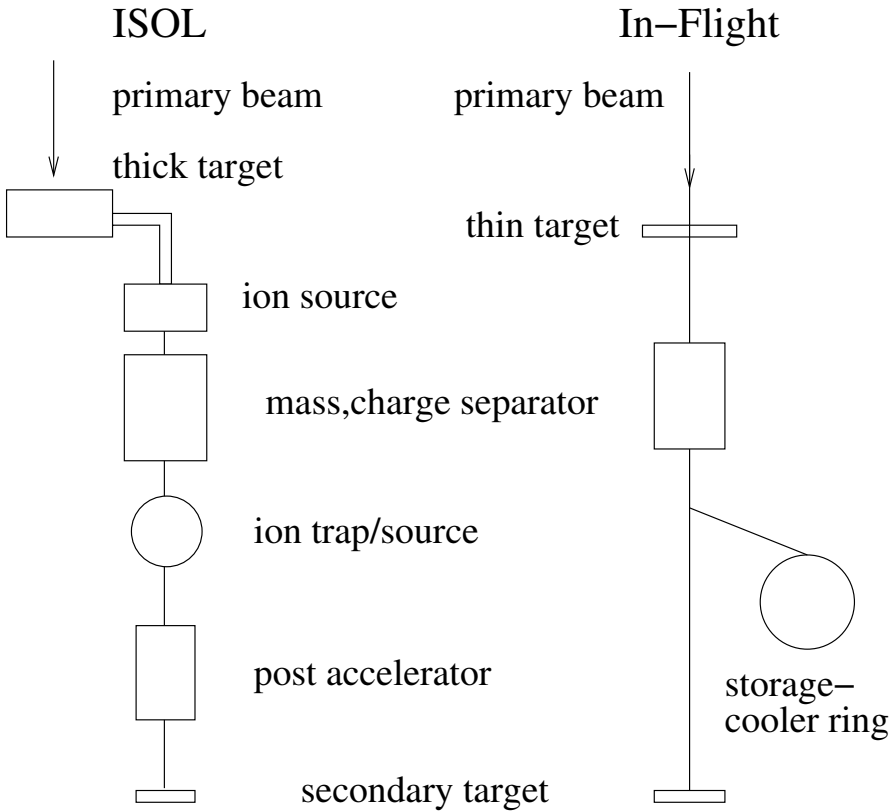 ISOL
In–Flight
primary beam
primary beam
thick target
thin target
ion source
mass,charge separator
ion trap/source
post accelerator
storage–
cooler ring
secondary target